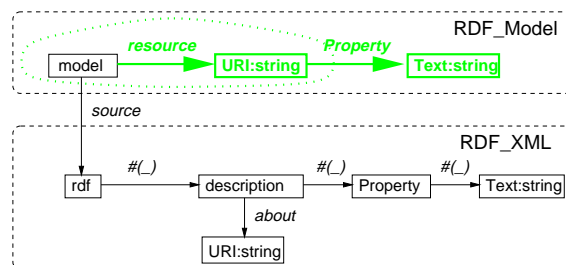 RDF_Model
resource Property
model URI:string Text:string
source
RDF_XML
#(_) #(_) #(_)
rdf description Property Text:string
about
URI:string